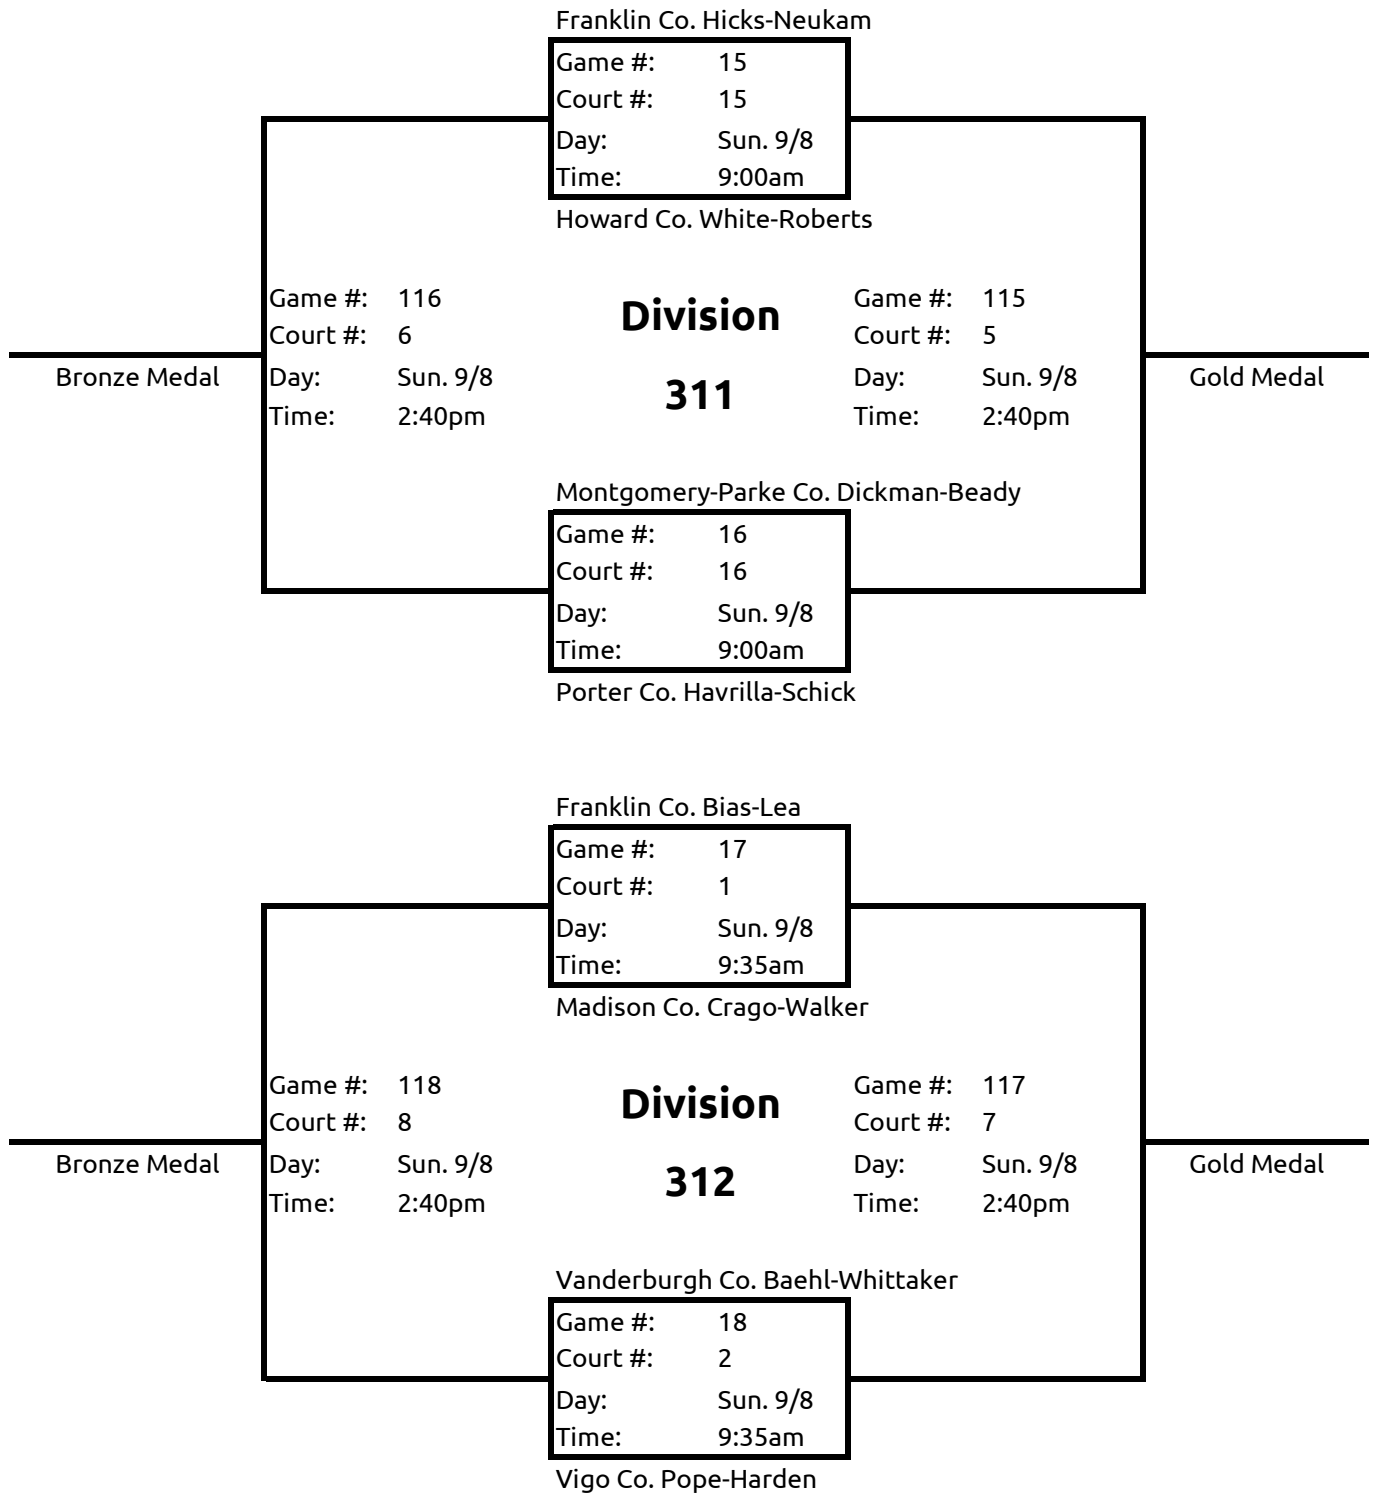 Franklin Co. Hicks-Neukam
Game #: 15
Court #: 15
Day: Sun. 9/8
Time: 9:00am
Howard Co. White-Roberts
Game #: 116
Court #: 6
Day: Sun. 9/8
Time: 2:40pm
Bronze Medal
Division
311
Game #: 115
Court #: 5
Day: Sun. 9/8
Time: 2:40pm
Gold Medal
Montgomery-Parke Co. Dickman-Beady
Game #: 16
Court #: 16
Day: Sun. 9/8
Time: 9:00am
Porter Co. Havrilla-Schick
Franklin Co. Bias-Lea
Game #: 17
Court #: 1
Day: Sun. 9/8
Time: 9:35am
Madison Co. Crago-Walker
Game #: 118
Court #: 8
Day: Sun. 9/8
Time: 2:40pm
Bronze Medal
Division
312
Game #: 117
Court #: 7
Day: Sun. 9/8
Time: 2:40pm
Gold Medal
Vanderburgh Co. Baehl-Whittaker
Game #: 18
Court #: 2
Day: Sun. 9/8
Time: 9:35am
Vigo Co. Pope-Harden